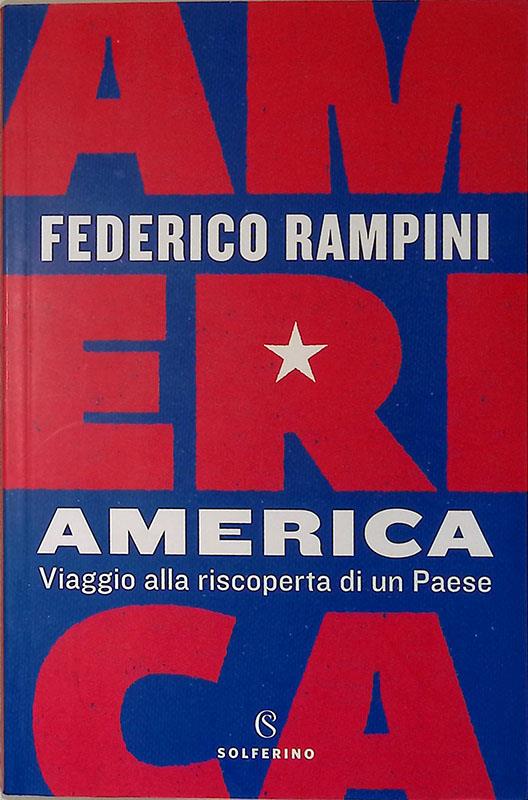 AM
FEDERICO RAMPINI
ERI
AMERICA
Viaggio alla riscoperta di un Paese
CA
SOLFERINO